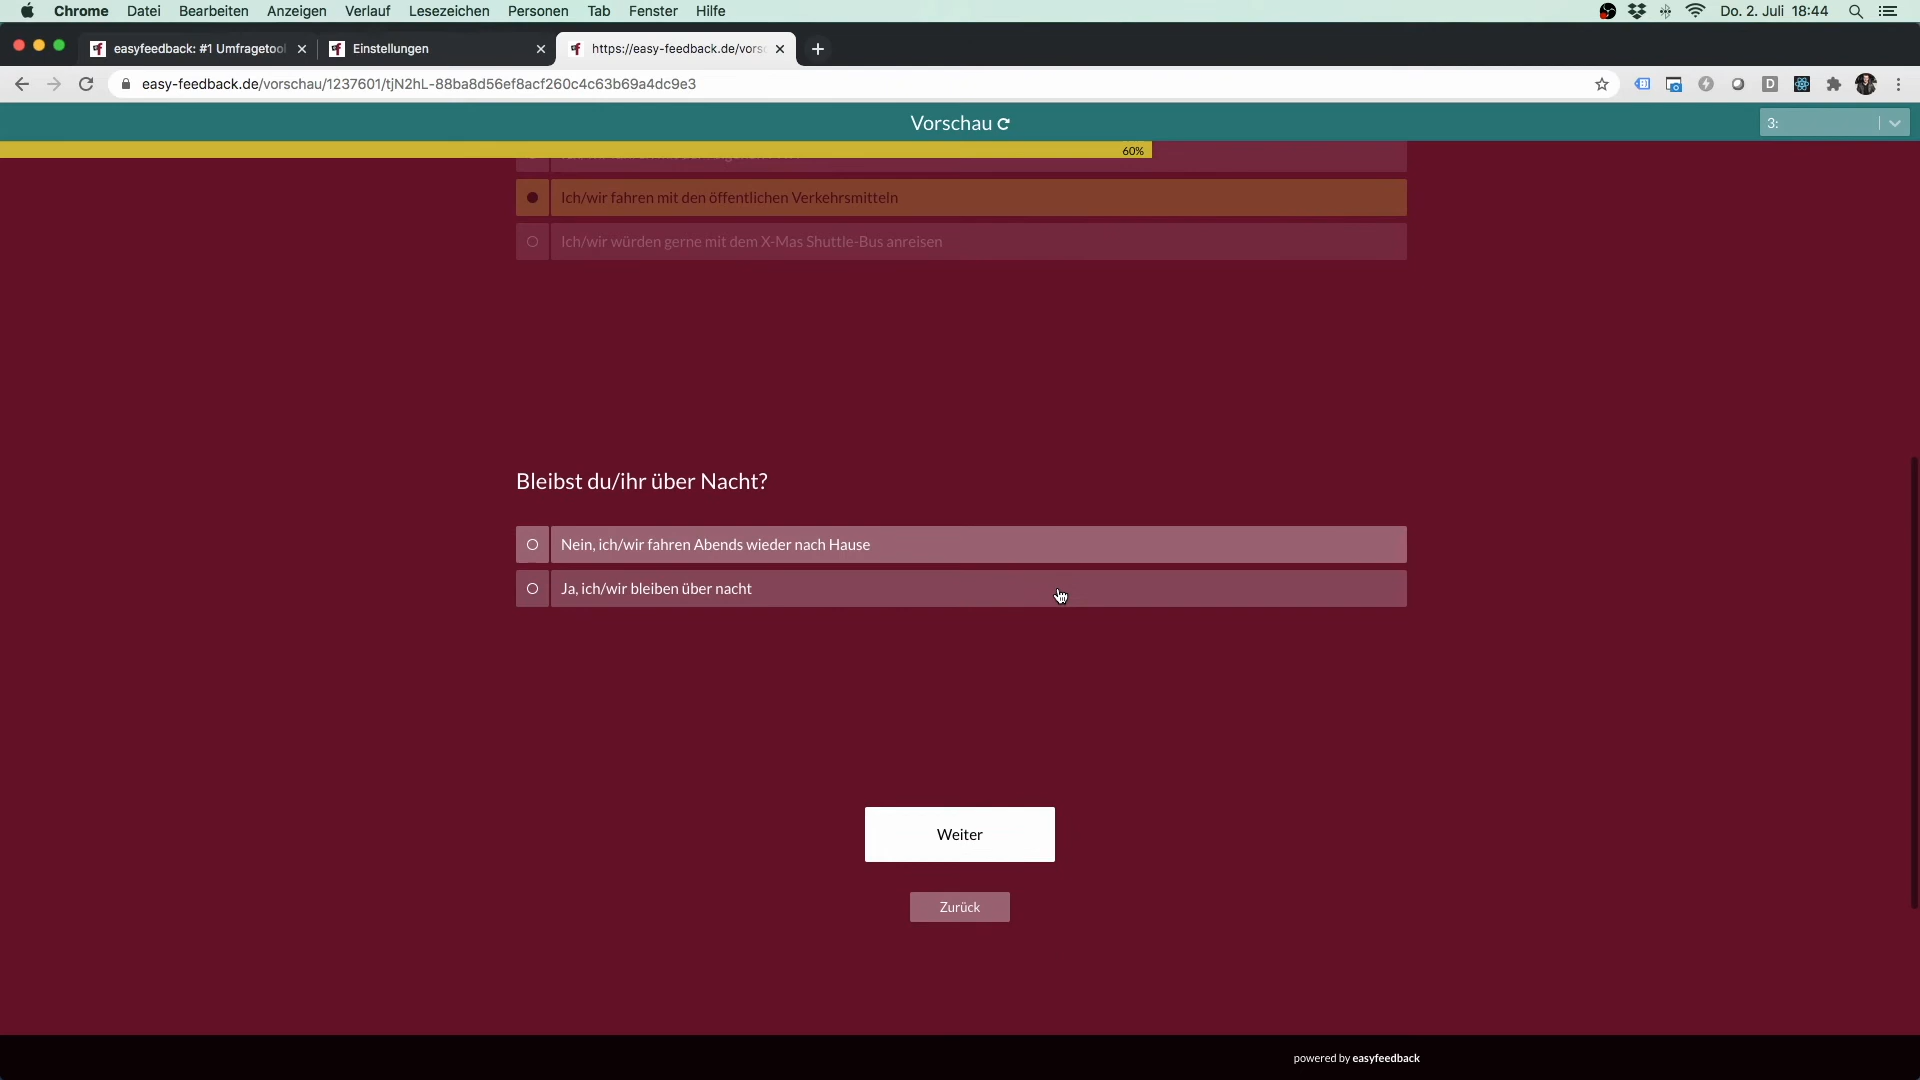 Chrome Datei Bearbeiten Anzeigen Verlauf Lesezeichen Personen Tab Fenster Hilfe Do. 2. Juli 18:44
easyfeedback: #1 Umfragetool Einstellungen https://easy-feedback.de/vors
easy-feedback.de/vorschau/1237601/tjN2hL-88ba8d56ef8acf260c4c63b69a4dc9e3
Vorschau
3:
60%
Ich/wir fahren mit den öffentlichen Verkehrsmitteln
Ich/wir würden gerne mit dem X-Mas Shuttle-Bus anreisen
Bleibst du/ihr über Nacht?
Nein, ich/wir fahren Abends wieder nach Hause
Ja, ich/wir bleiben über nacht
Weiter
Zurück
powered by easyfeedback